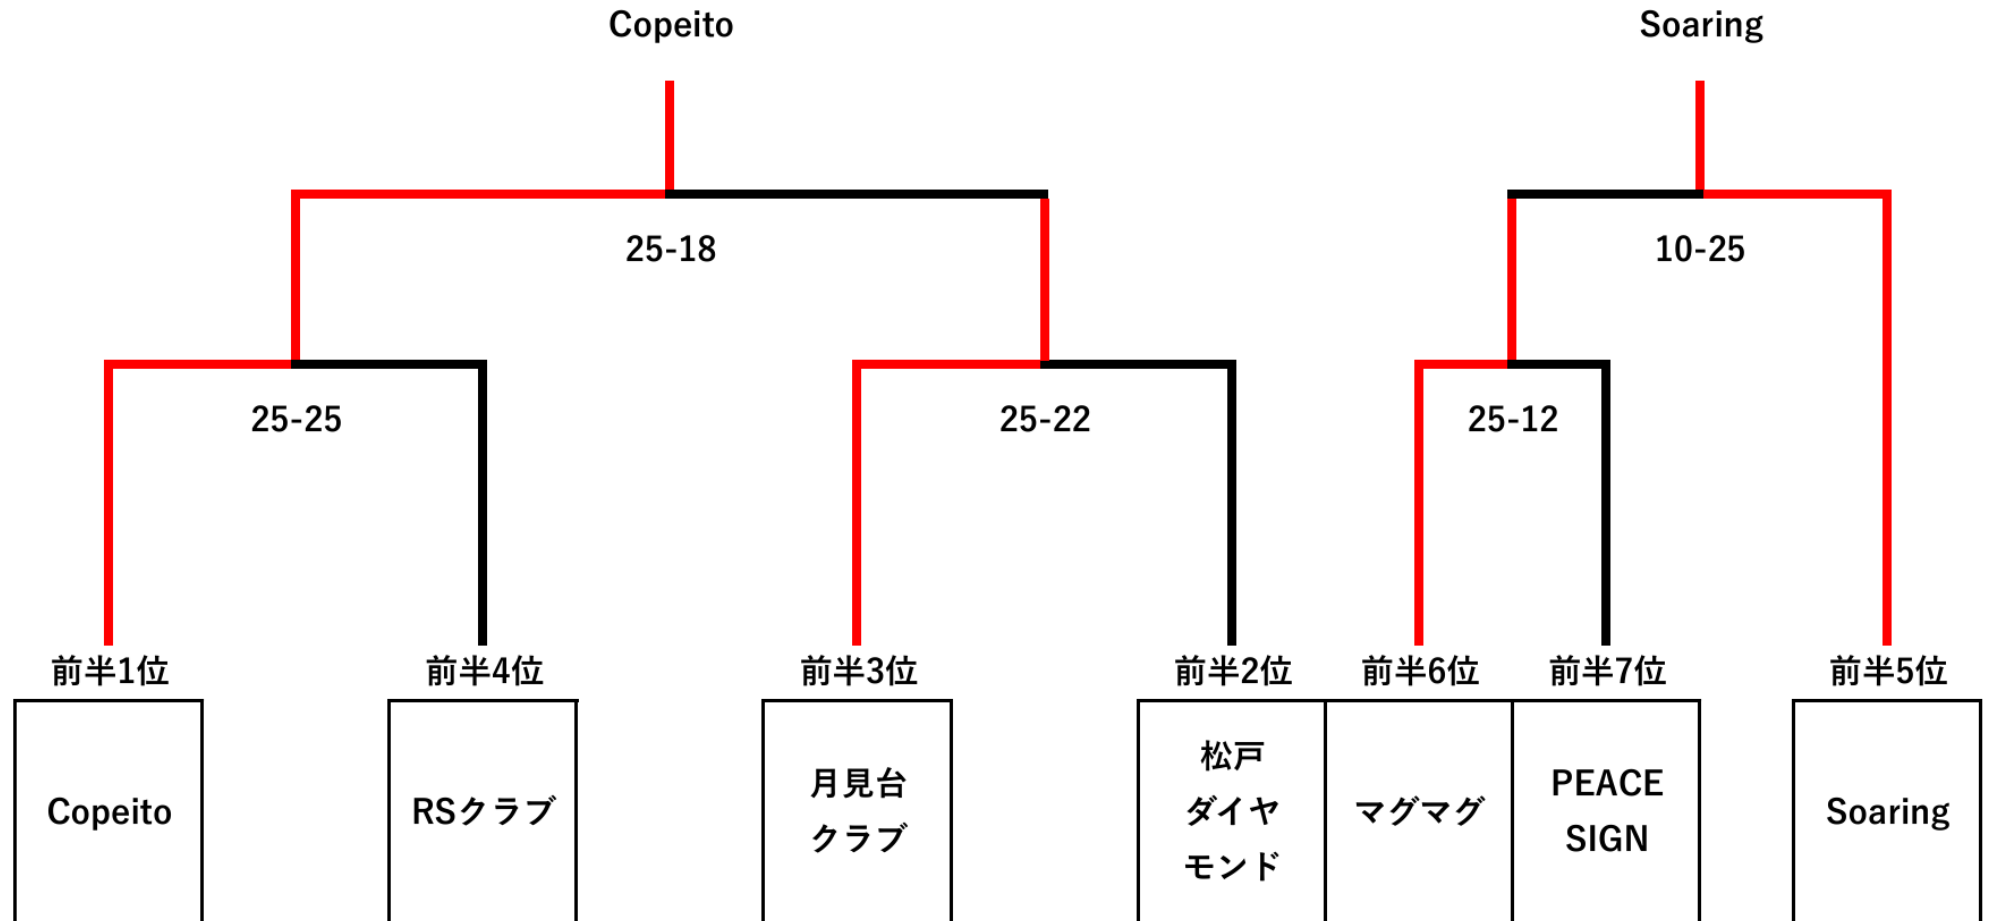 Copeito
Soaring
25-18
10-25
25-25
25-22
25-12
前半1位
前半4位
前半3位
前半2位
前半6位
前半7位
前半5位
Copeito
RSクラブ
月見台
クラブ
松戸
ダイヤ
モンド
マグマグ
PEACE
SIGN
Soaring